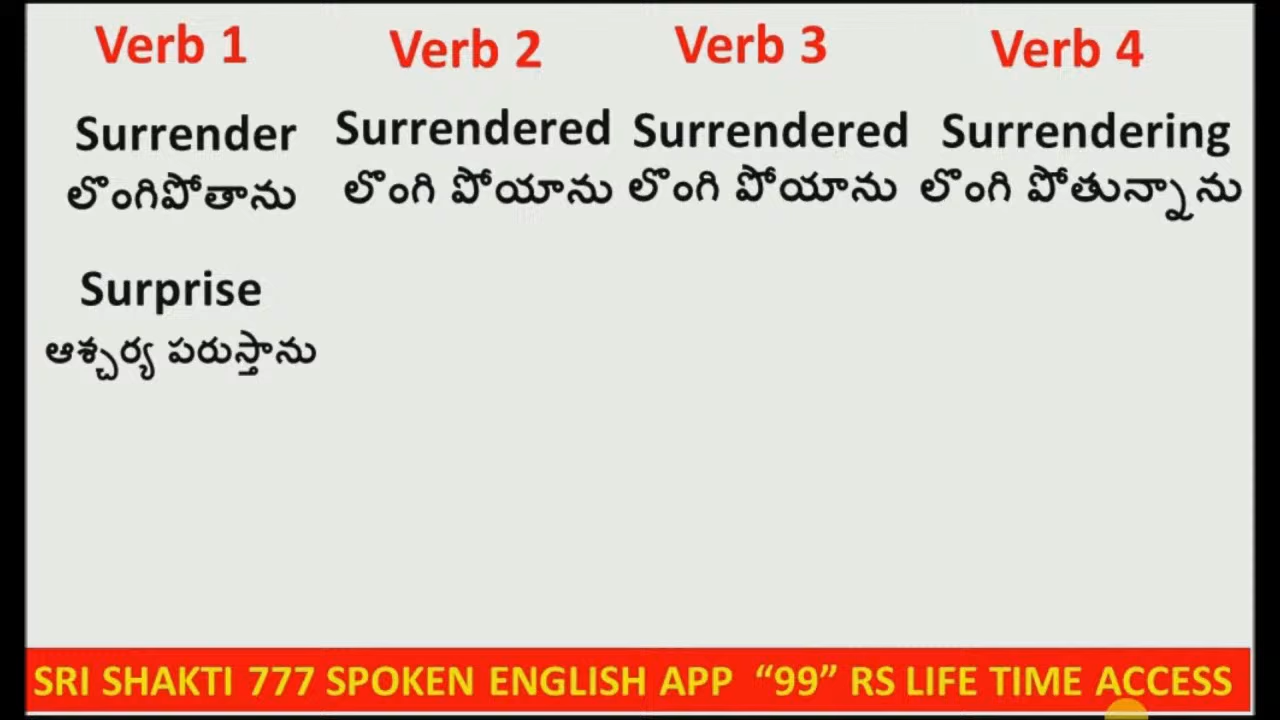 Verb 1 Verb 2 Verb 3 Verb 4
Surrender Surrendered Surrendered Surrendering
లొంగిపోతాను లొంగి పోయాను లొంగి పోయాను లొంగి పోతున్నాను
Surprise
ఆశ్చర్య పరుస్తాను
SRI SHAKTI 777 SPOKEN ENGLISH APP “99” RS LIFE TIME ACCESS